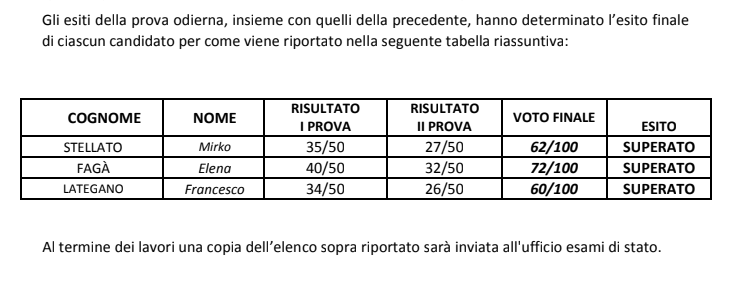 Gli esiti della prova odierna, insieme con quelli della precedente, hanno determinato l'esito finale
di ciascun candidato per come viene riportato nella seguente tabella riassuntiva:
COGNOME NOME RISULTATO I PROVA RISULTATO II PROVA VOTO FINALE ESITO
STELLATO Mirko 35/50 27/50 62/100 SUPERATO
FAGÀ Elena 40/50 32/50 72/100 SUPERATO
LATEGANO Francesco 34/50 26/50 60/100 SUPERATO
Al termine dei lavori una copia dell'elenco sopra riportato sarà inviata all'ufficio esami di stato.